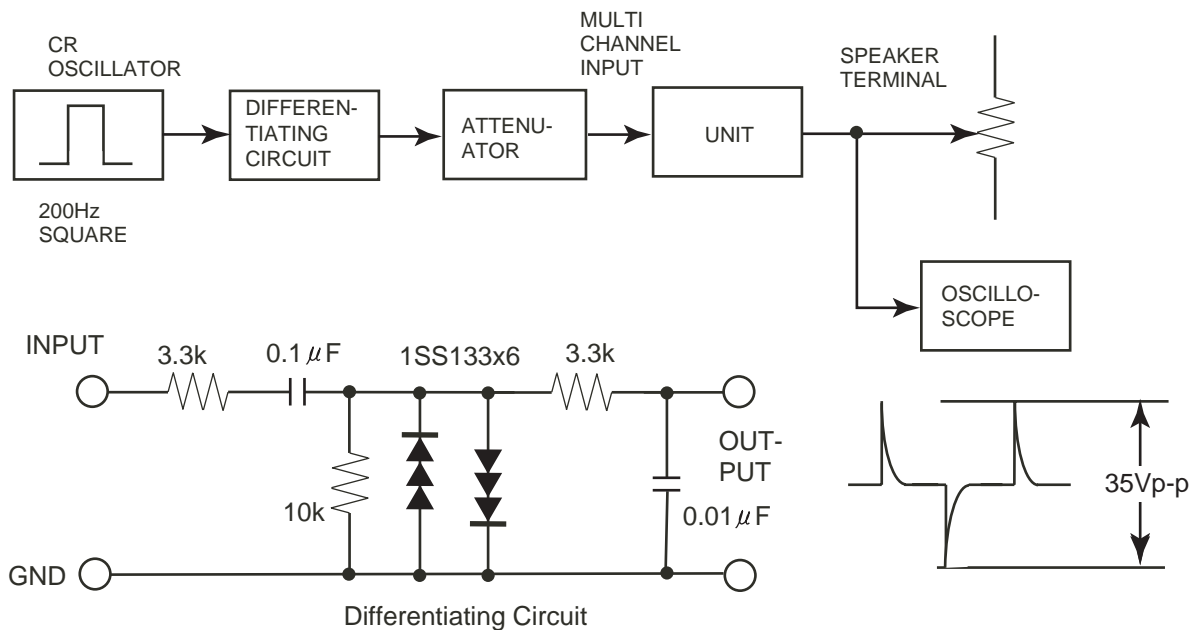 CR
OSCILLATOR
200Hz
SQUARE
DIFFEREN-
TIATING
CIRCUIT
ATTENU-
ATOR
MULTI
CHANNEL
INPUT
UNIT
SPEAKER
TERMINAL
OSCILLO-
SCOPE
INPUT
3.3k
0.1μF
1SS133x6
3.3k
10k
OUT-
PUT
0.01μF
GND
Differentiating Circuit
35Vp-p